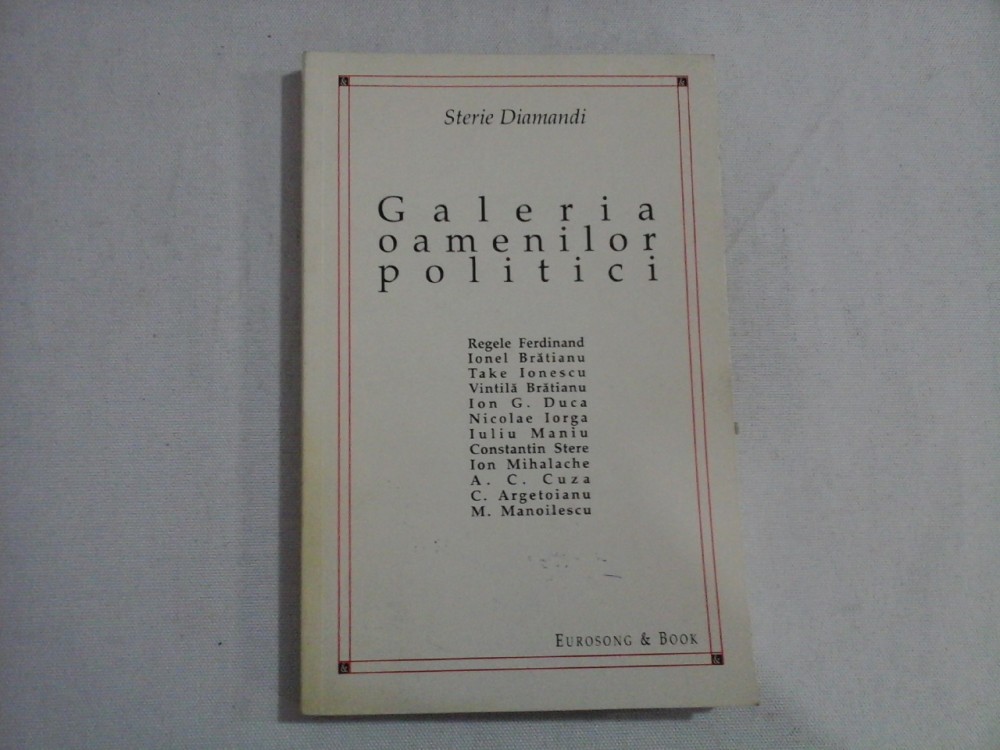 Sterie Diamandi
Galeria
oamenilor
politici
Regele Ferdinand
Ionel Brătianu
Take Ionescu
Vintilă Brătianu
Ion G. Duca
Nicolae Iorga
Iuliu Maniu
Constantin Stere
Ion Mihalache
A. C. Cuza
C. Argetoianu
M. Manoilescu
EUROSONG & BOOK